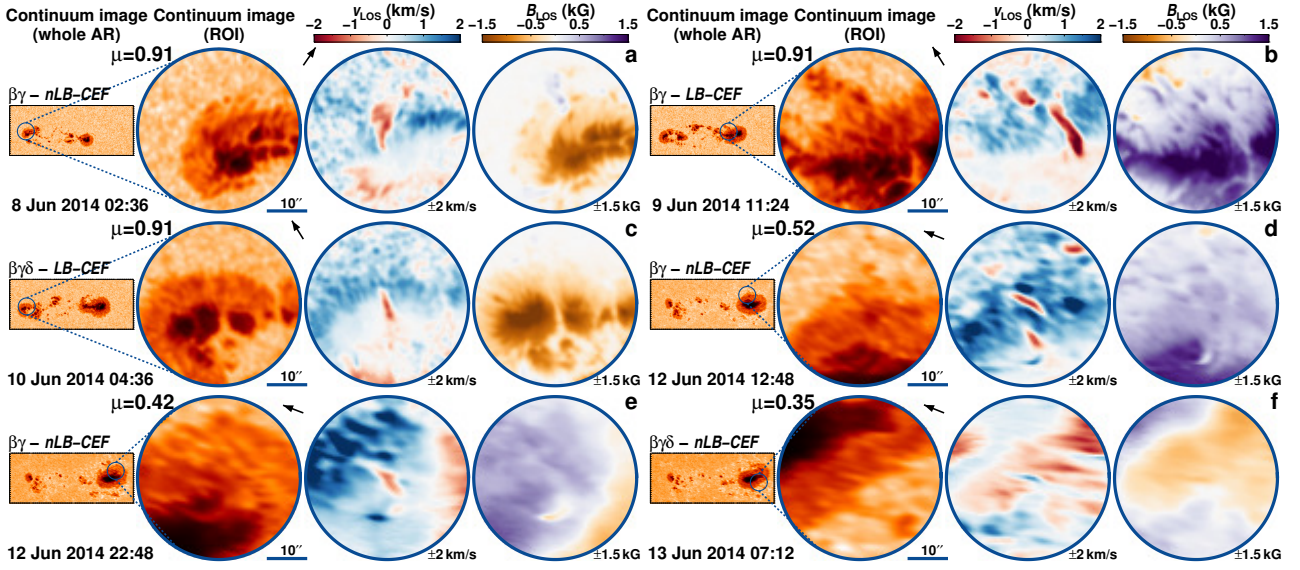 Continuum image Continuum image v_LOS (km/s) B_LOS (kG) Continuum image Continuum image v_LOS (km/s) B_LOS (kG)
(whole AR) (ROI) −2 −1 0 1 2 −1.5 −0.5 0.5 1.5 (whole AR) (ROI) −2 −1 0 1 2 −1.5 −0.5 0.5 1.5
μ=0.91 a
βγ − nLB−CEF
8 Jun 2014 02:36 10″ ±2 km/s ±1.5 kG
μ=0.91 b
βγ − LB−CEF
9 Jun 2014 11:24 10″ ±2 km/s ±1.5 kG
μ=0.91 c
βγδ − LB−CEF
10 Jun 2014 04:36 10″ ±2 km/s ±1.5 kG
μ=0.52 d
βγ − nLB−CEF
12 Jun 2014 12:48 10″ ±2 km/s ±1.5 kG
μ=0.42 e
βγ − nLB−CEF
12 Jun 2014 22:48 10″ ±2 km/s ±1.5 kG
μ=0.35 f
βγδ − nLB−CEF
13 Jun 2014 07:12 10″ ±2 km/s ±1.5 kG